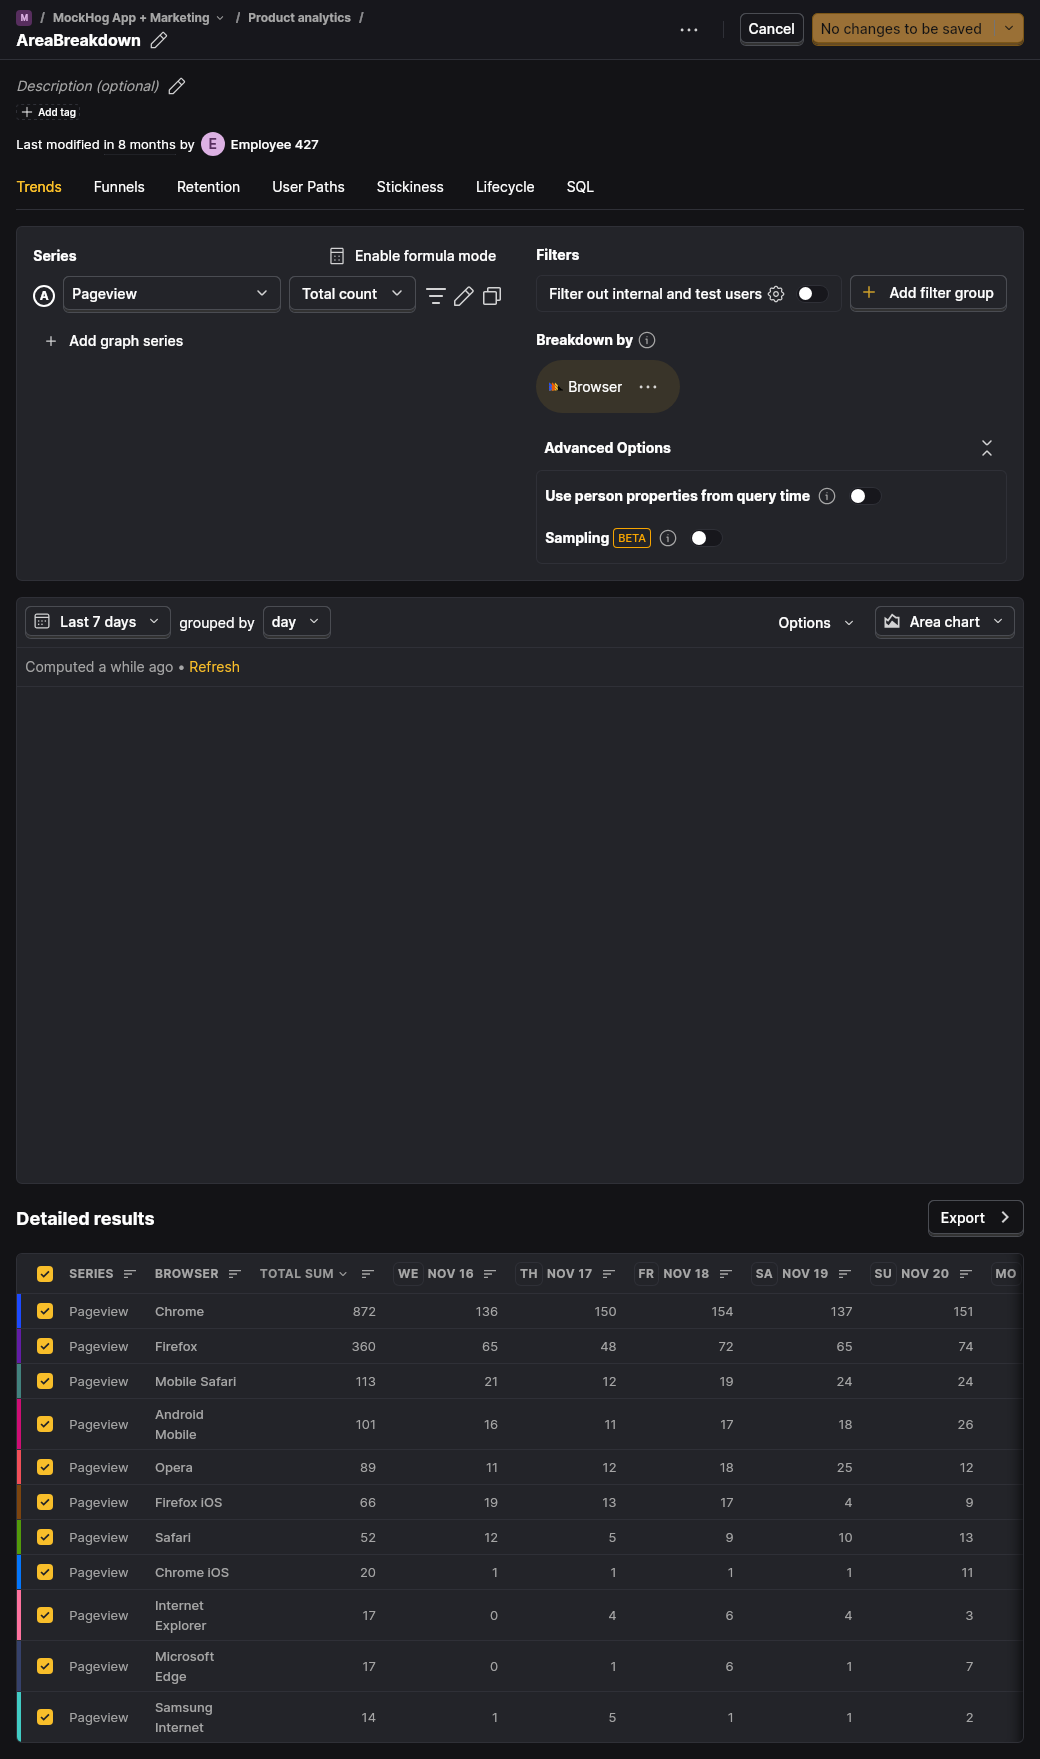 M / MockHog App + Marketing / Product analytics /
AreaBreakdown
Cancel
No changes to be saved
Description (optional)
Add tag
Last modified in 8 months by E Employee 427
Trends Funnels Retention User Paths Stickiness Lifecycle SQL
Series
Enable formula mode
A Pageview Total count
Add graph series
Filters
Filter out internal and test users
Add filter group
Breakdown by
Browser
Advanced Options
Use person properties from query time
Sampling BETA
Last 7 days grouped by day
Options Area chart
Computed a while ago • Refresh
Detailed results
Export
SERIES BROWSER TOTAL SUM WE NOV 16 TH NOV 17 FR NOV 18 SA NOV 19 SU NOV 20 MO
Pageview Chrome 872 136 150 154 137 151
Pageview Firefox 360 65 48 72 65 74
Pageview Mobile Safari 113 21 12 19 24 24
Pageview Android Mobile 101 16 11 17 18 26
Pageview Opera 89 11 12 18 25 12
Pageview Firefox iOS 66 19 13 17 4 9
Pageview Safari 52 12 5 9 10 13
Pageview Chrome iOS 20 1 1 1 1 11
Pageview Internet Explorer 17 0 4 6 4 3
Pageview Microsoft Edge 17 0 1 6 1 7
Pageview Samsung Internet 14 1 5 1 1 2